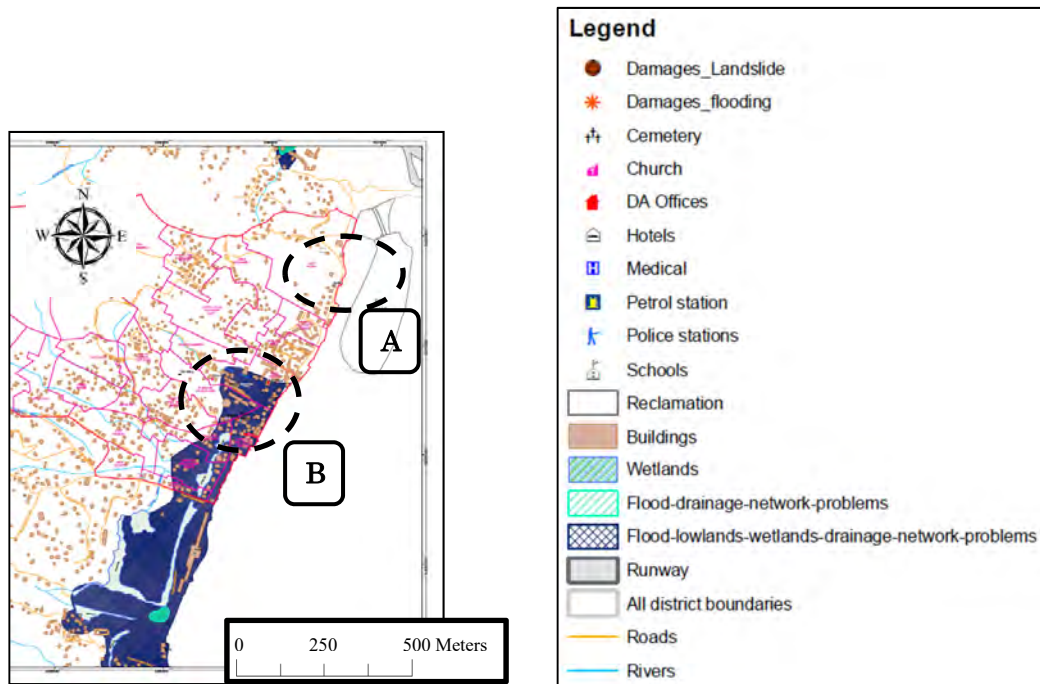 N
W E
S
A
B
0 250 500 Meters
Legend
Damages_Landslide
Damages_flooding
Cemetery
Church
DA Offices
Hotels
Medical
Petrol station
Police stations
Schools
Reclamation
Buildings
Wetlands
Flood-drainage-network-problems
Flood-lowlands-wetlands-drainage-network-problems
Runway
All district boundaries
Roads
Rivers